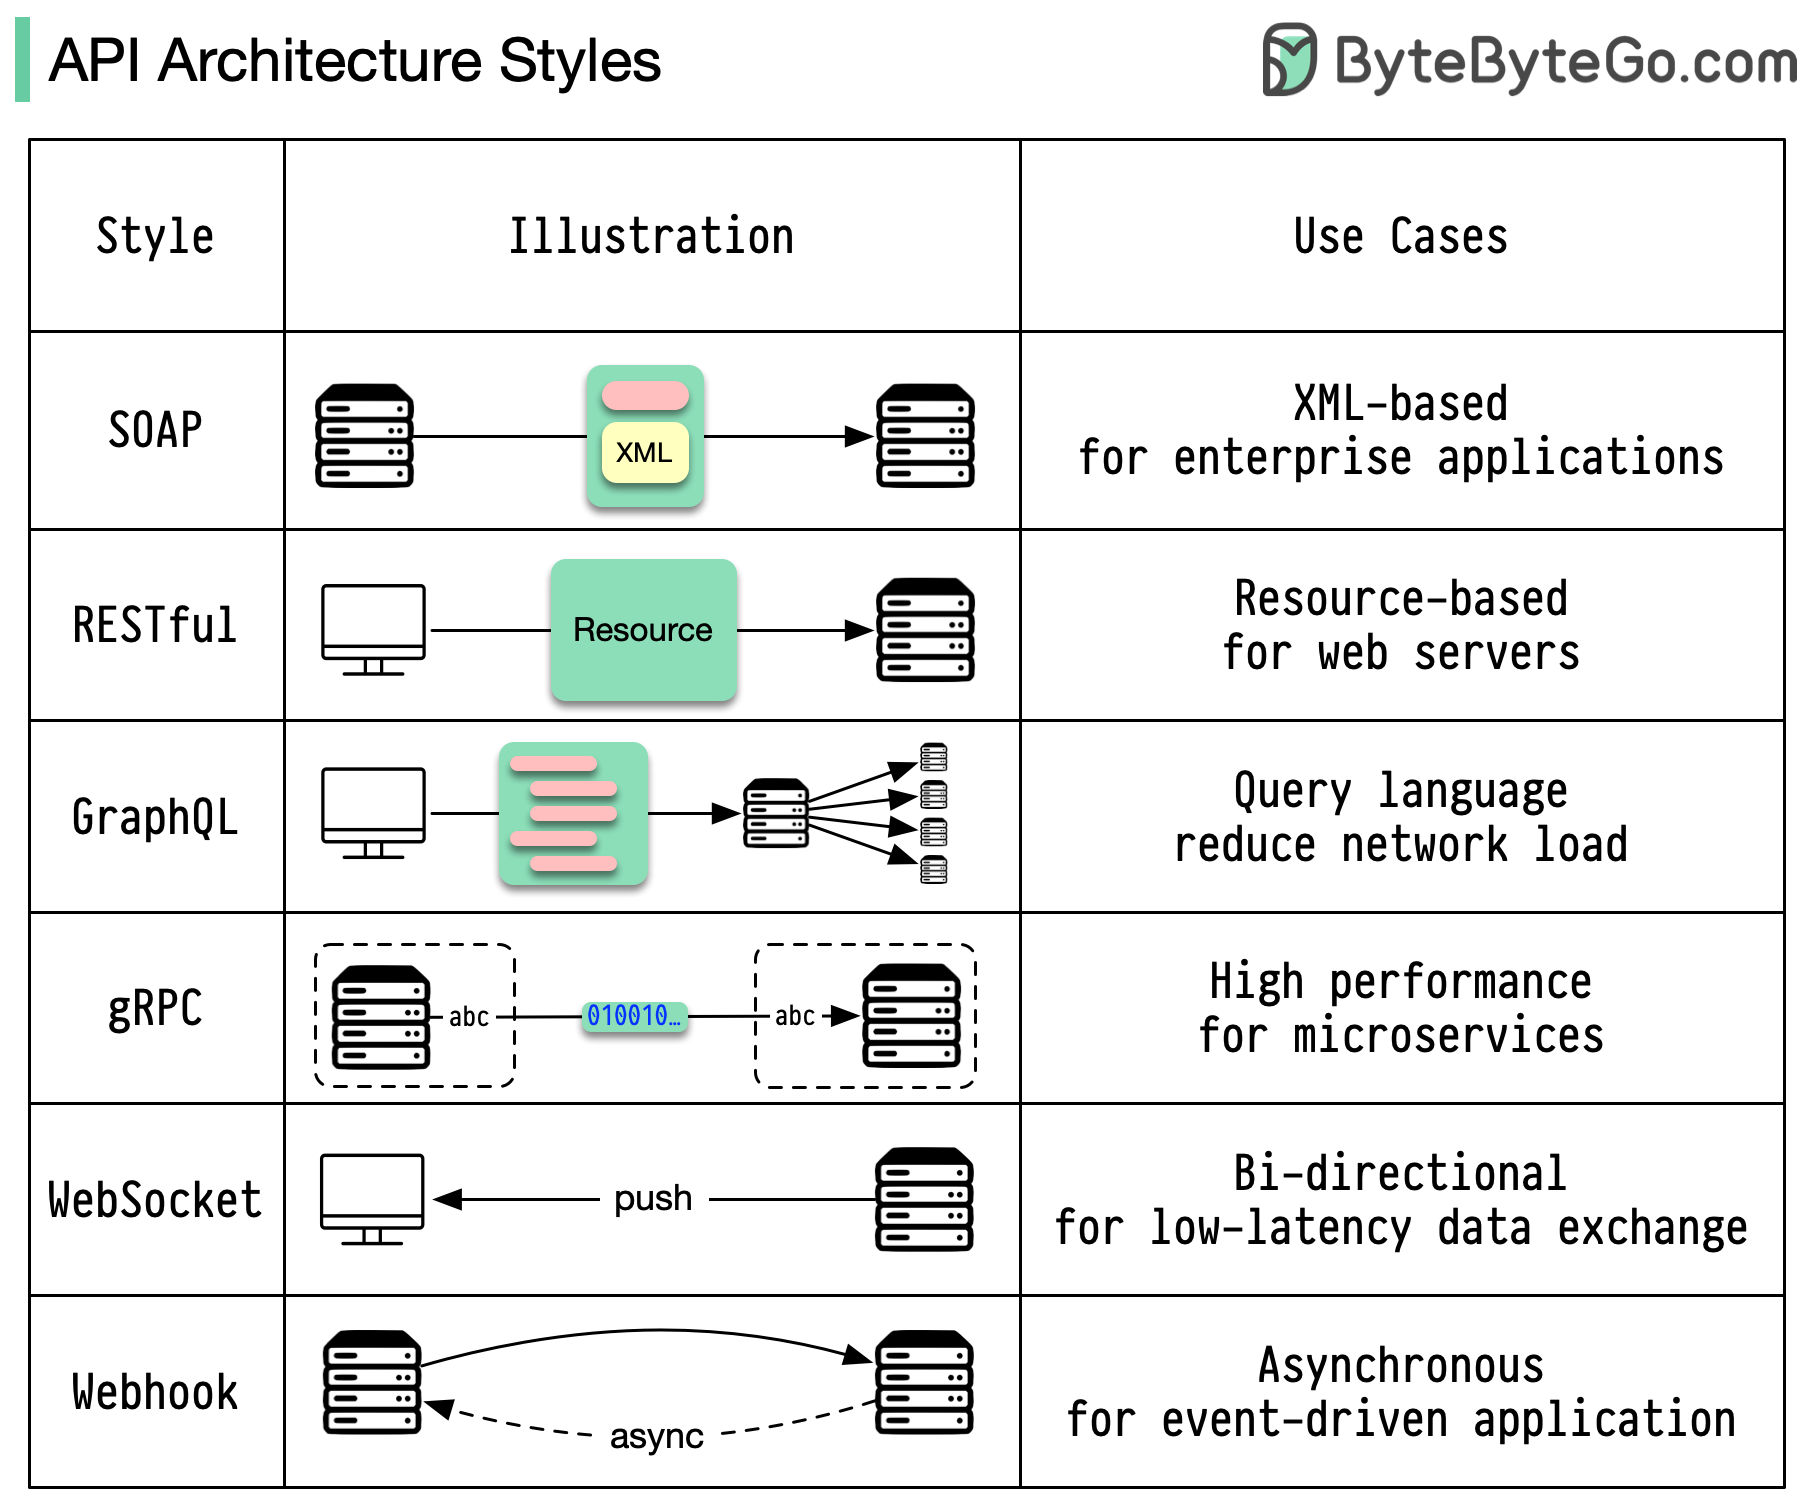 API Architecture Styles
ByteByteGo.com
Style
Illustration
Use Cases
SOAP
XML
XML-based
for enterprise applications
RESTful
Resource
Resource-based
for web servers
GraphQL
Query language
reduce network load
gRPC
abc
010010…
abc
High performance
for microservices
WebSocket
push
Bi-directional
for low-latency data exchange
Webhook
async
Asynchronous
for event-driven application